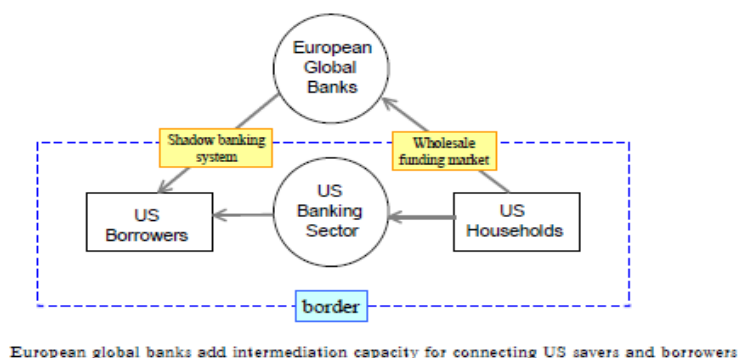 European
Global
Banks
Shadow banking
system
Wholesale
funding market
US
Borrowers
US
Banking
Sector
US
Households
border
European global banks add intermediation capacity for connecting US savers and borrowers